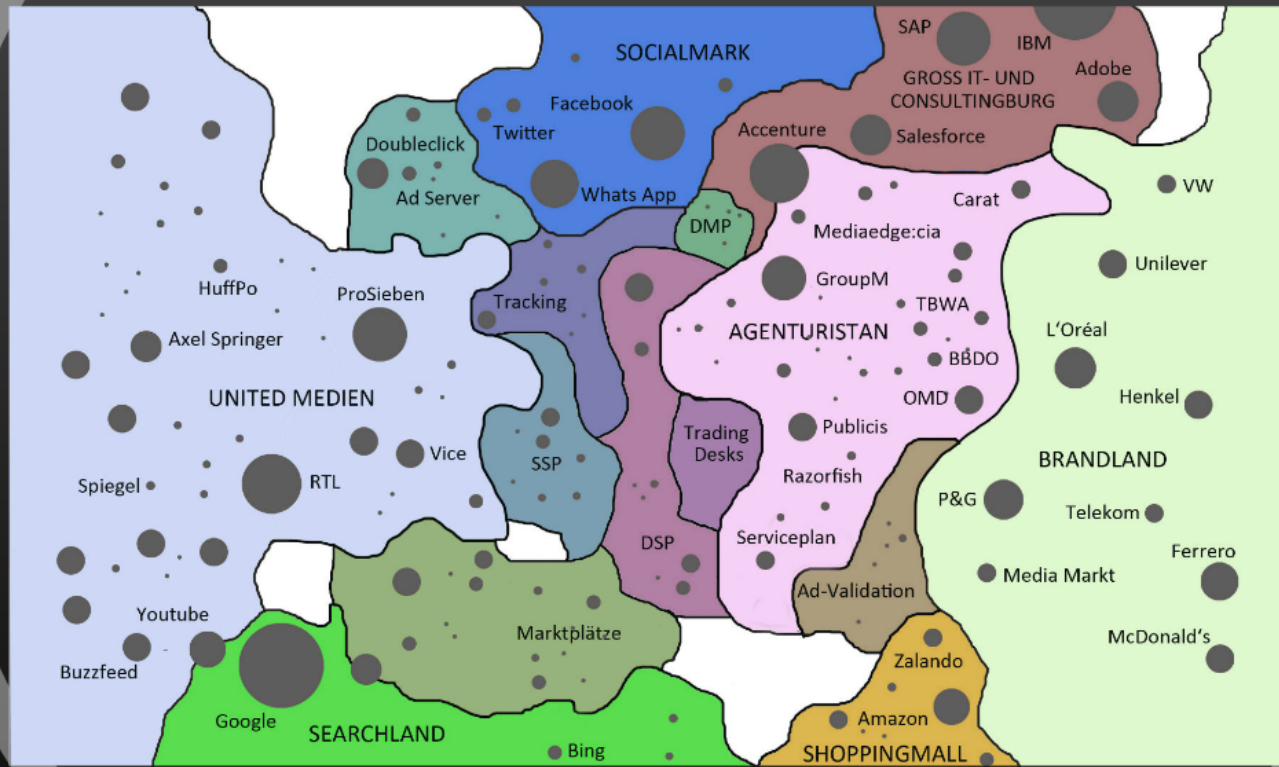 SAP
IBM
SOCIALMARK
GROSS IT- UND
CONSULTINGBURG
Adobe
Facebook
Twitter
Doubleclick
Accenture
Salesforce
Ad Server
Whats App
Carat
VW
DMP
Mediaedge:cia
Unilever
HuffPo
ProSieben
Tracking
GroupM
TBWA
AGENTURISTAN
L'Oréal
Axel Springer
BBDO
UNITED MEDIEN
OMD
Henkel
Publicis
Trading
Desks
Vice
SSP
BRANDLAND
Spiegel
RTL
Razorfish
P&G
Telekom
DSP
Serviceplan
Ferrero
Media Markt
Ad-Validation
Youtube
Marktplätze
McDonald's
Buzzfeed
Zalando
Google
Amazon
SEARCHLAND
Bing
SHOPPINGMALL